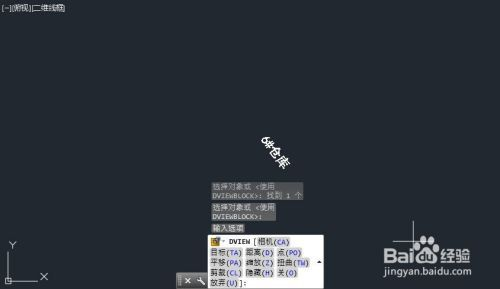 [−][俯视][二维线框]
6#仓库
选择对象或 <使用
DVIEWBLOCK>: 找到 1 个
选择对象或 <使用
DVIEWBLOCK>:
输入选项
DVIEW [相机(CA)
目标(TA) 距离(D) 点(PO)
平移(PA) 缩放(Z) 扭曲(TW)
剪裁(CL) 隐藏(H) 关(O)
放弃(U)]:
Y
X
Baidu 经验
jingyan.baidu.com